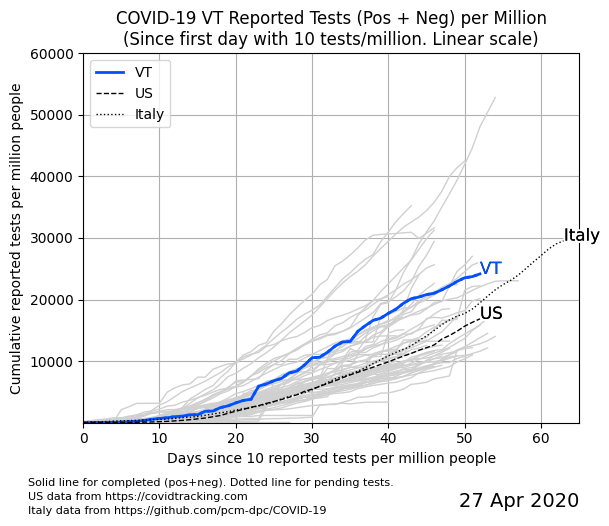 COVID-19 VT Reported Tests (Pos + Neg) per Million
(Since first day with 10 tests/million. Linear scale)
Cumulative reported tests per million people
60000
50000
40000
30000
20000
10000
VT
US
Italy
Italy
VT
US
0
10
20
30
40
50
60
Days since 10 reported tests per million people
Solid line for completed (pos+neg). Dotted line for pending tests.
US data from https://covidtracking.com
Italy data from https://github.com/pcm-dpc/COVID-19
27 Apr 2020